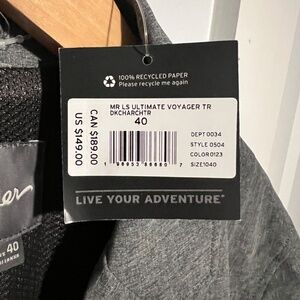 100% RECYCLED PAPER
Please recycle me again
MR LS ULTIMATE VOYAGER TR
DKCHARCHTR
40
CAN $189.00
US $149.00
DEPT 0034
STYLE 0504
COLOR 0123
SIZE 1040
LIVE YOUR ADVENTURE®
40